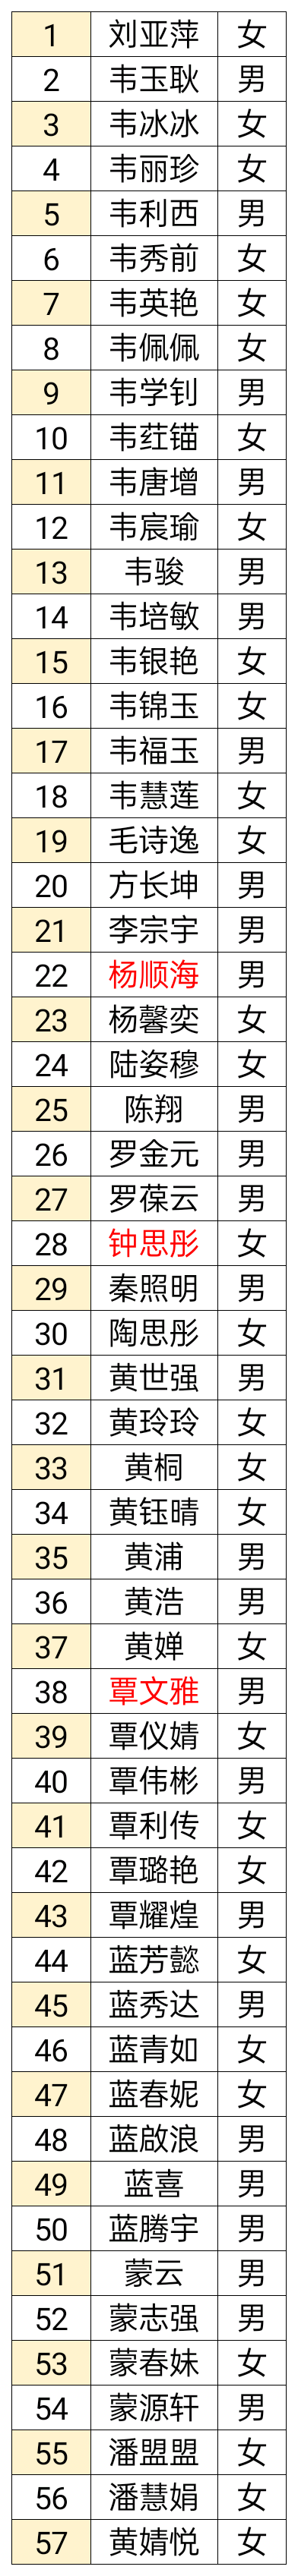 1 刘亚萍 女
2 韦玉耿 男
3 韦冰冰 女
4 韦丽珍 女
5 韦利西 男
6 韦秀前 女
7 韦英艳 女
8 韦佩佩 女
9 韦学钊 男
10 韦荭锚 女
11 韦唐增 男
12 韦宸瑜 女
13 韦骏 男
14 韦培敏 男
15 韦银艳 女
16 韦锦玉 女
17 韦福玉 男
18 韦慧莲 女
19 毛诗逸 女
20 方长坤 男
21 李宗宇 男
22 杨顺海 男
23 杨馨奕 女
24 陆姿穆 女
25 陈翔 男
26 罗金元 男
27 罗葆云 男
28 钟思彤 女
29 秦照明 男
30 陶思彤 女
31 黄世强 男
32 黄玲玲 女
33 黄桐 女
34 黄钰晴 女
35 黄浦 男
36 黄浩 男
37 黄婵 女
38 覃文雅 男
39 覃仪婧 女
40 覃伟彬 男
41 覃利传 女
42 覃璐艳 女
43 覃耀煌 男
44 蓝芳懿 女
45 蓝秀达 男
46 蓝青如 女
47 蓝春妮 女
48 蓝啟浪 男
49 蓝喜 男
50 蓝腾宇 男
51 蒙云 男
52 蒙志强 男
53 蒙春妹 女
54 蒙源轩 男
55 潘盟盟 女
56 潘慧娟 女
57 黄婧悦 女